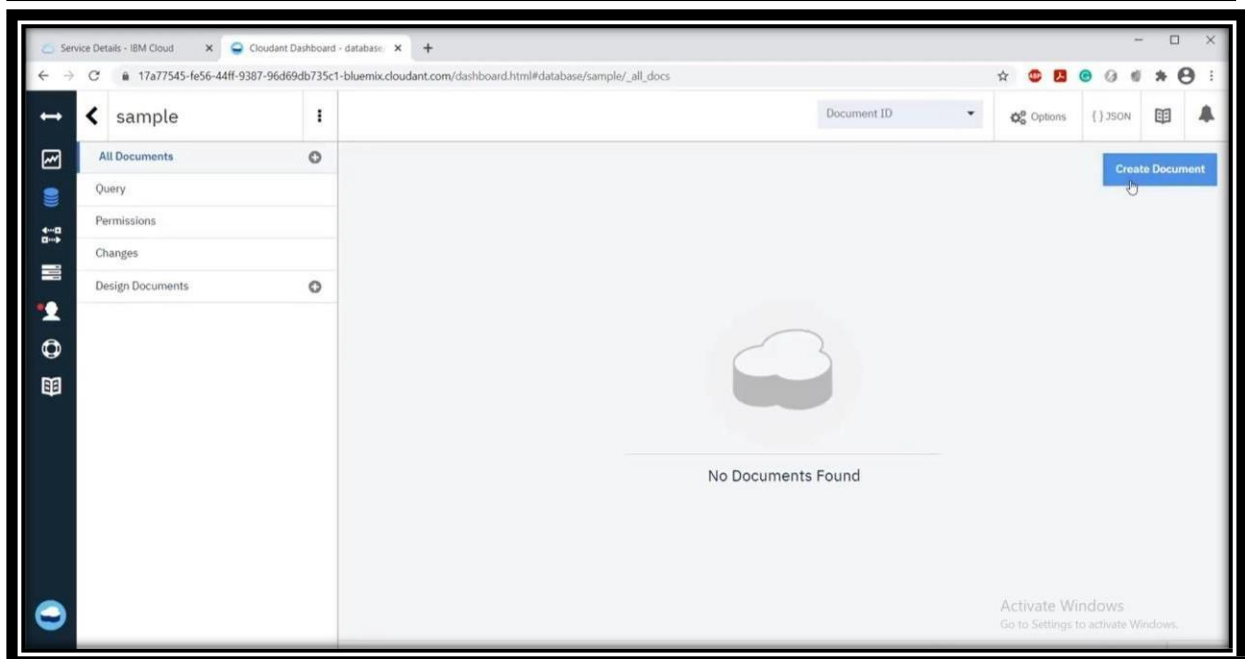 Service Details - IBM Cloud
Cloudant Dashboard - database
17a77545-fe56-44ff-9387-96d69db735c1-bluemix.cloudant.com/dashboard.html#database/sample/_all_docs
sample
Document ID
Options
{ } JSON
All Documents
Create Document
Query
Permissions
Changes
Design Documents
No Documents Found
Activate Windows
Go to Settings to activate Windows.